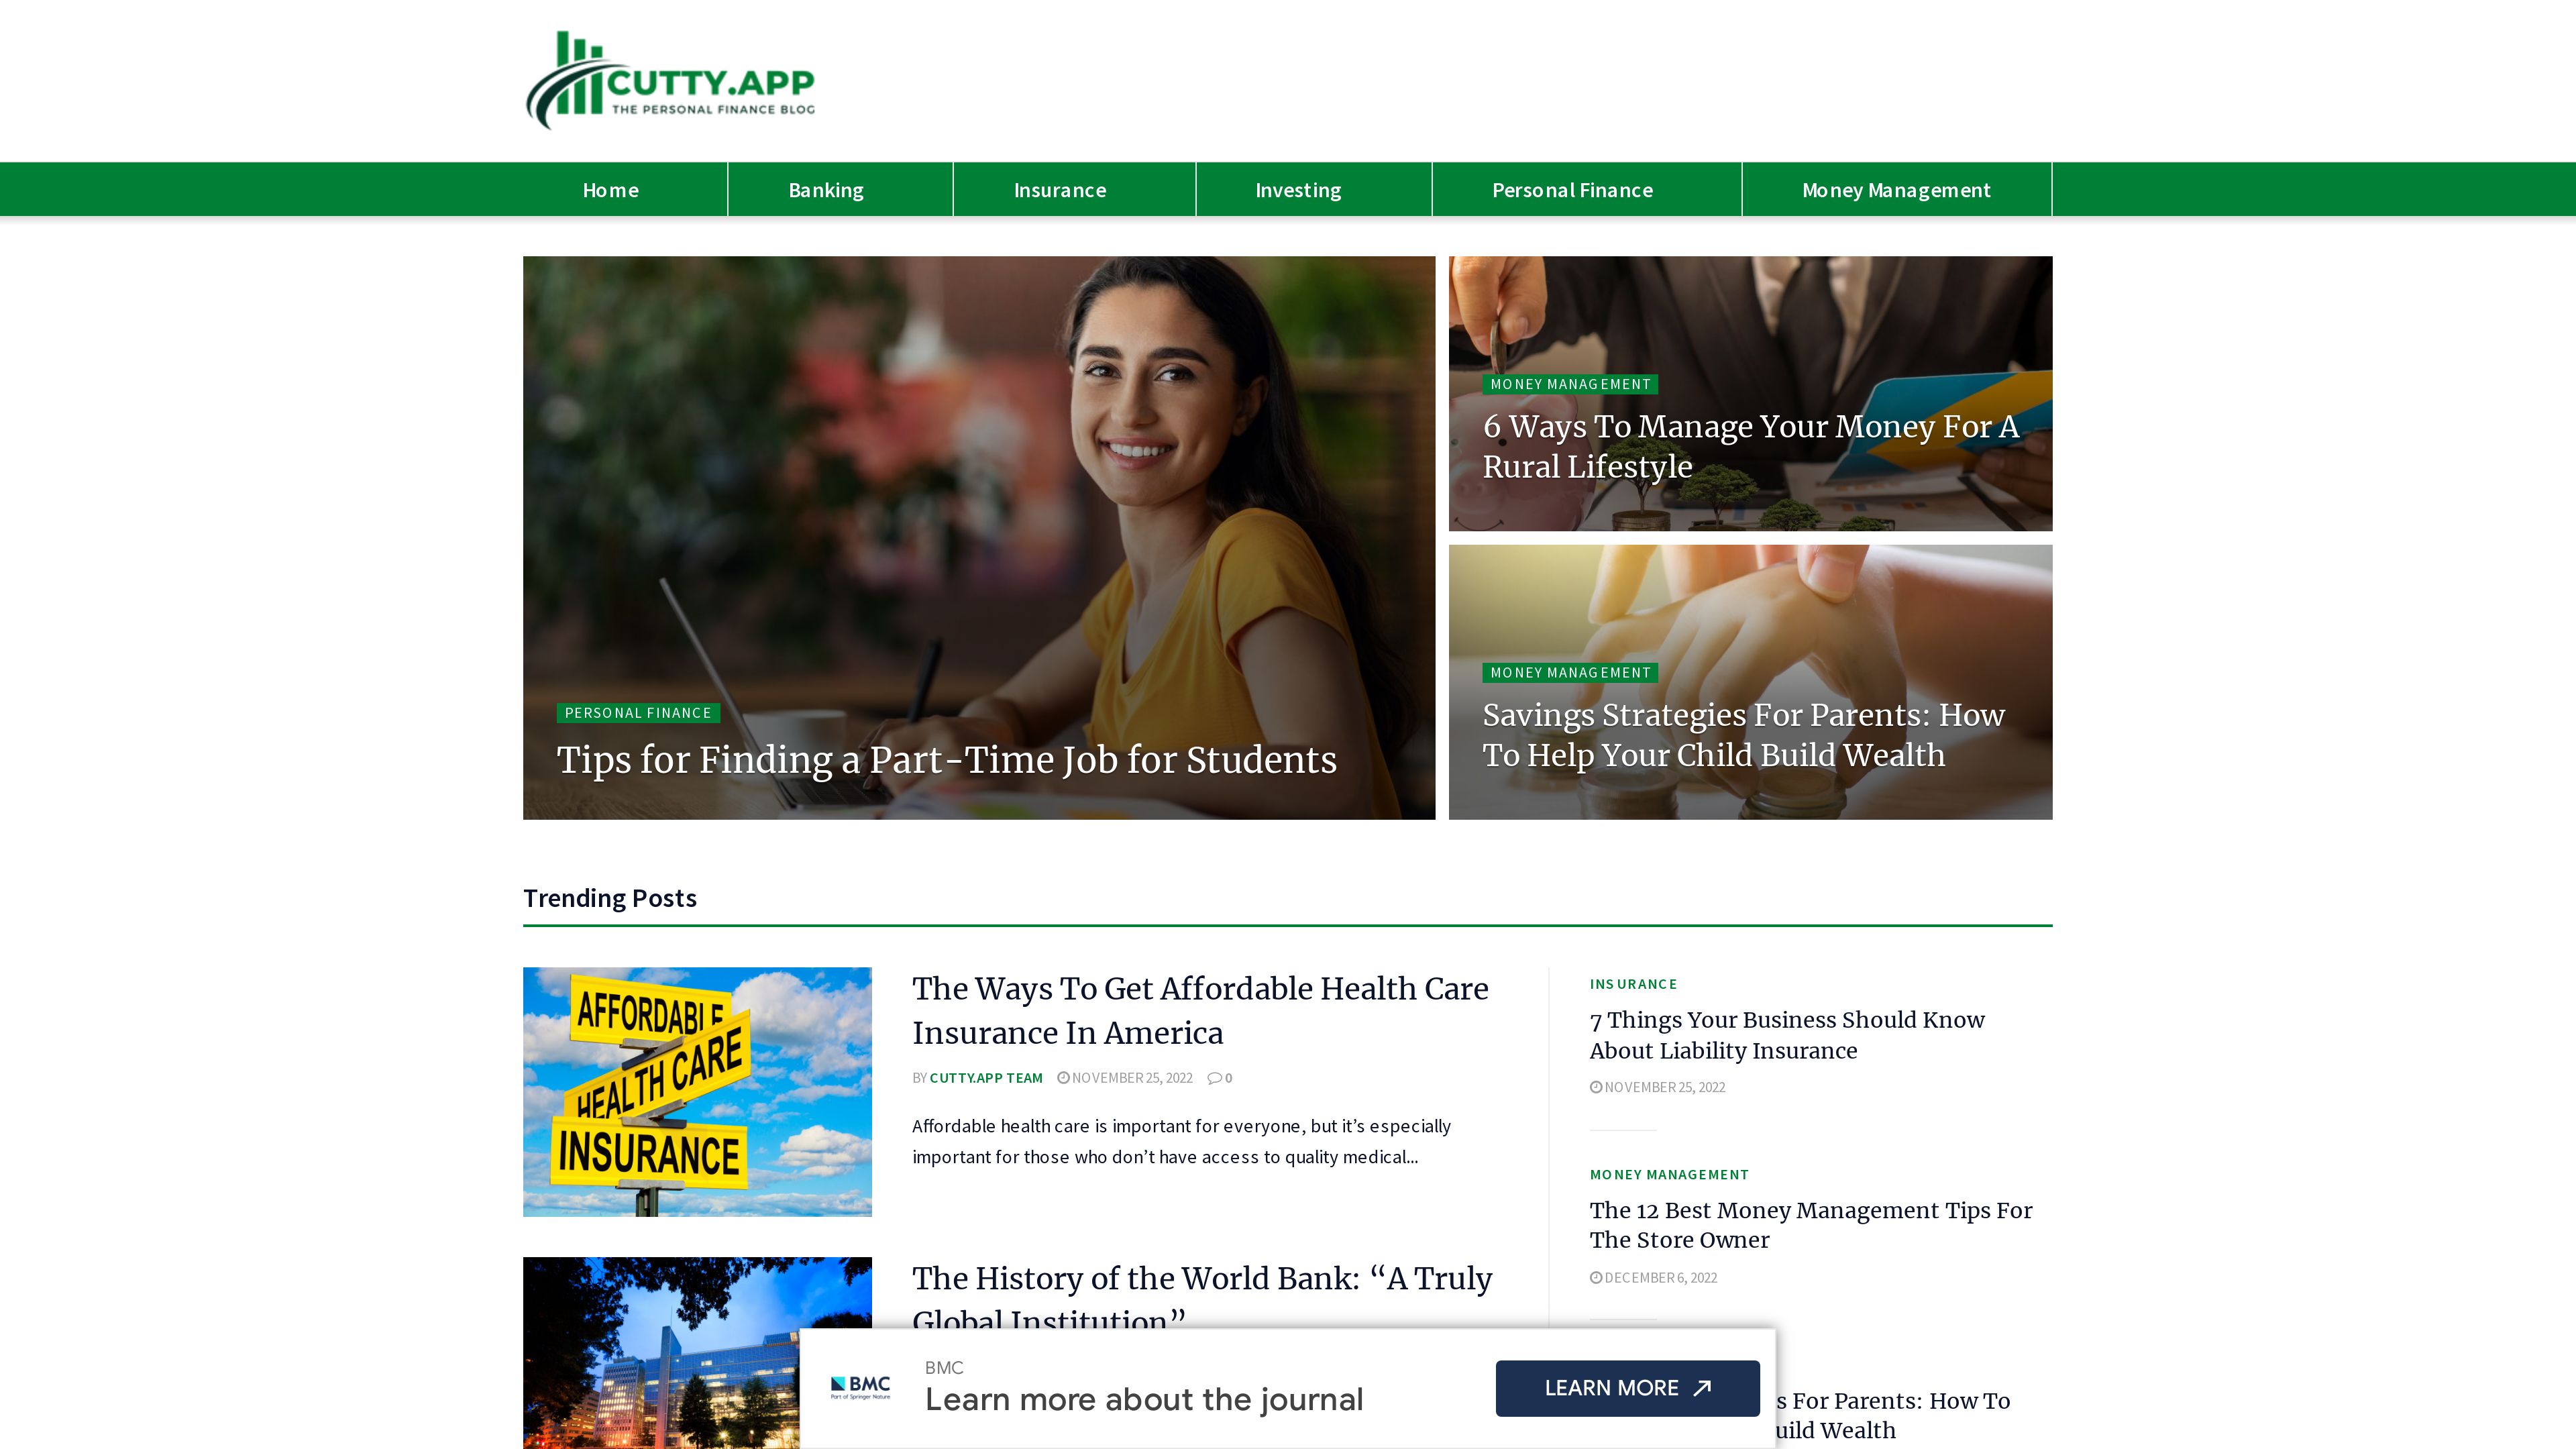 CUTTY.APP
THE PERSONAL FINANCE BLOG
Home
Banking
Insurance
Investing
Personal Finance
Money Management
PERSONAL FINANCE
Tips for Finding a Part-Time Job for Students
MONEY MANAGEMENT
6 Ways To Manage Your Money For A
Rural Lifestyle
MONEY MANAGEMENT
Savings Strategies For Parents: How
To Help Your Child Build Wealth
Trending Posts
AFFORDABLE
HEALTH CARE
INSURANCE
The Ways To Get Affordable Health Care
Insurance In America
BY CUTTY.APP TEAM NOVEMBER 25, 2022 0
Affordable health care is important for everyone, but it’s especially
important for those who don’t have access to quality medical...
The History of the World Bank: “A Truly
Global Institution”
INSURANCE
7 Things Your Business Should Know
About Liability Insurance
NOVEMBER 25, 2022
MONEY MANAGEMENT
The 12 Best Money Management Tips For
The Store Owner
DECEMBER 6, 2022
s For Parents: How To
uild Wealth
BMC
Part of Springer Nature
BMC
Learn more about the journal
LEARN MORE